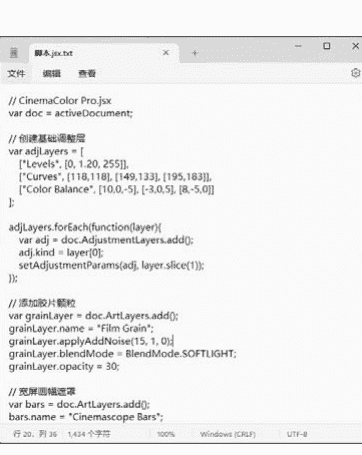 脚本.jsx.txt
文件 编辑 查看
// CinemaColor Pro.jsx
var doc = activeDocument;
// 创建基础调整层
var adjLayers = [
["Levels", [0, 1.20, 255]],
["Curves", [118,118], [149,133], [195,183]],
["Color Balance", [10,0,-5], [-3,0,5], [8,-5,0]]
];
adjLayers.forEach(function(layer){
var adj = doc.AdjustmentLayers.add();
adj.kind = layer[0];
setAdjustmentParams(adj, layer.slice(1));
});
// 添加胶片颗粒
var grainLayer = doc.ArtLayers.add();
grainLayer.name = "Film Grain";
grainLayer.applyAddNoise(15, 1, 0);
grainLayer.blendMode = BlendMode.SOFTLIGHT;
grainLayer.opacity = 30;
// 宽屏画幅遮罩
var bars = doc.ArtLayers.add();
bars.name = "Cinemascope Bars";
行 20，列 36 1,434 个字符 100% Windows (CRLF) UTF-8